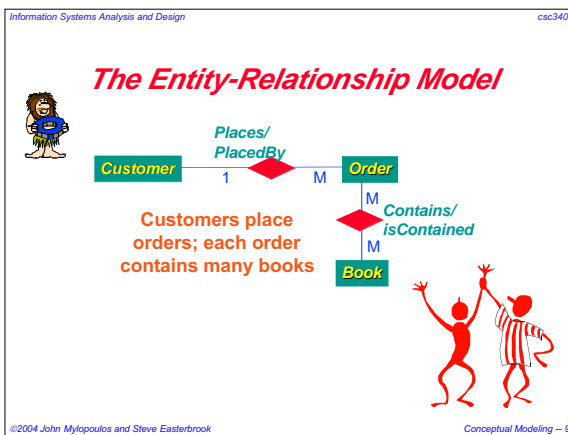 Information Systems Analysis and Design
csc340
The Entity-Relationship Model
Places/
PlacedBy
Customer
1
M
Order
M
Contains/
isContained
Customers place
orders; each order
contains many books
M
Book
©2004 John Mylopoulos and Steve Easterbrook
Conceptual Modeling -- 9